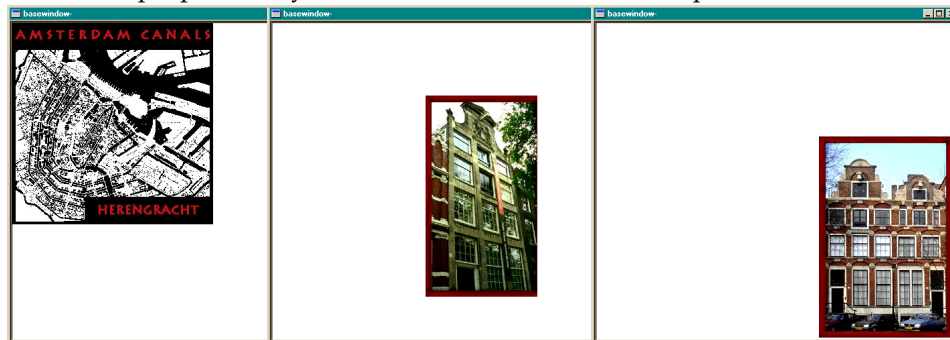 basewindow-
basewindow-
basewindow-
AMSTERDAM CANALS
HERENGRACHT